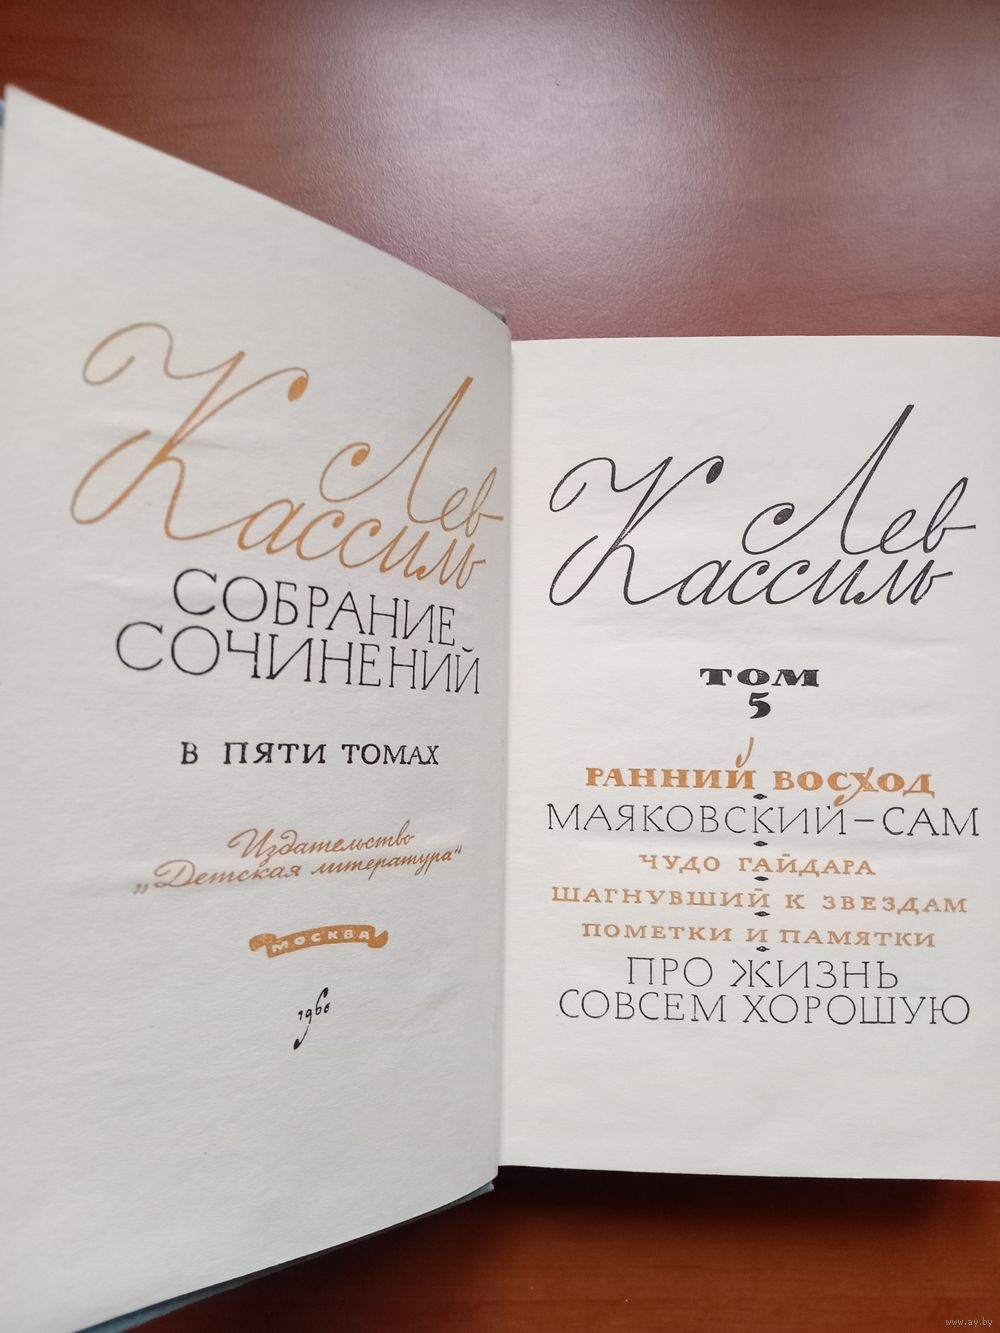 Лев
Кассиль
СОБРАНИЕ
СОЧИНЕНИЙ
В ПЯТИ ТОМАХ
Издательство
„Детская литература“
МОСКВА
1966
Лев
Кассиль
ТОМ
5
РАННИЙ ВОСХОД
МАЯКОВСКИЙ – САМ
ЧУДО ГАЙДАРА
ШАГНУВШИЙ К ЗВЕЗДАМ
ПОМЕТКИ И ПАМЯТКИ
ПРО ЖИЗНЬ
СОВСЕМ ХОРОШУЮ
www.ay.by